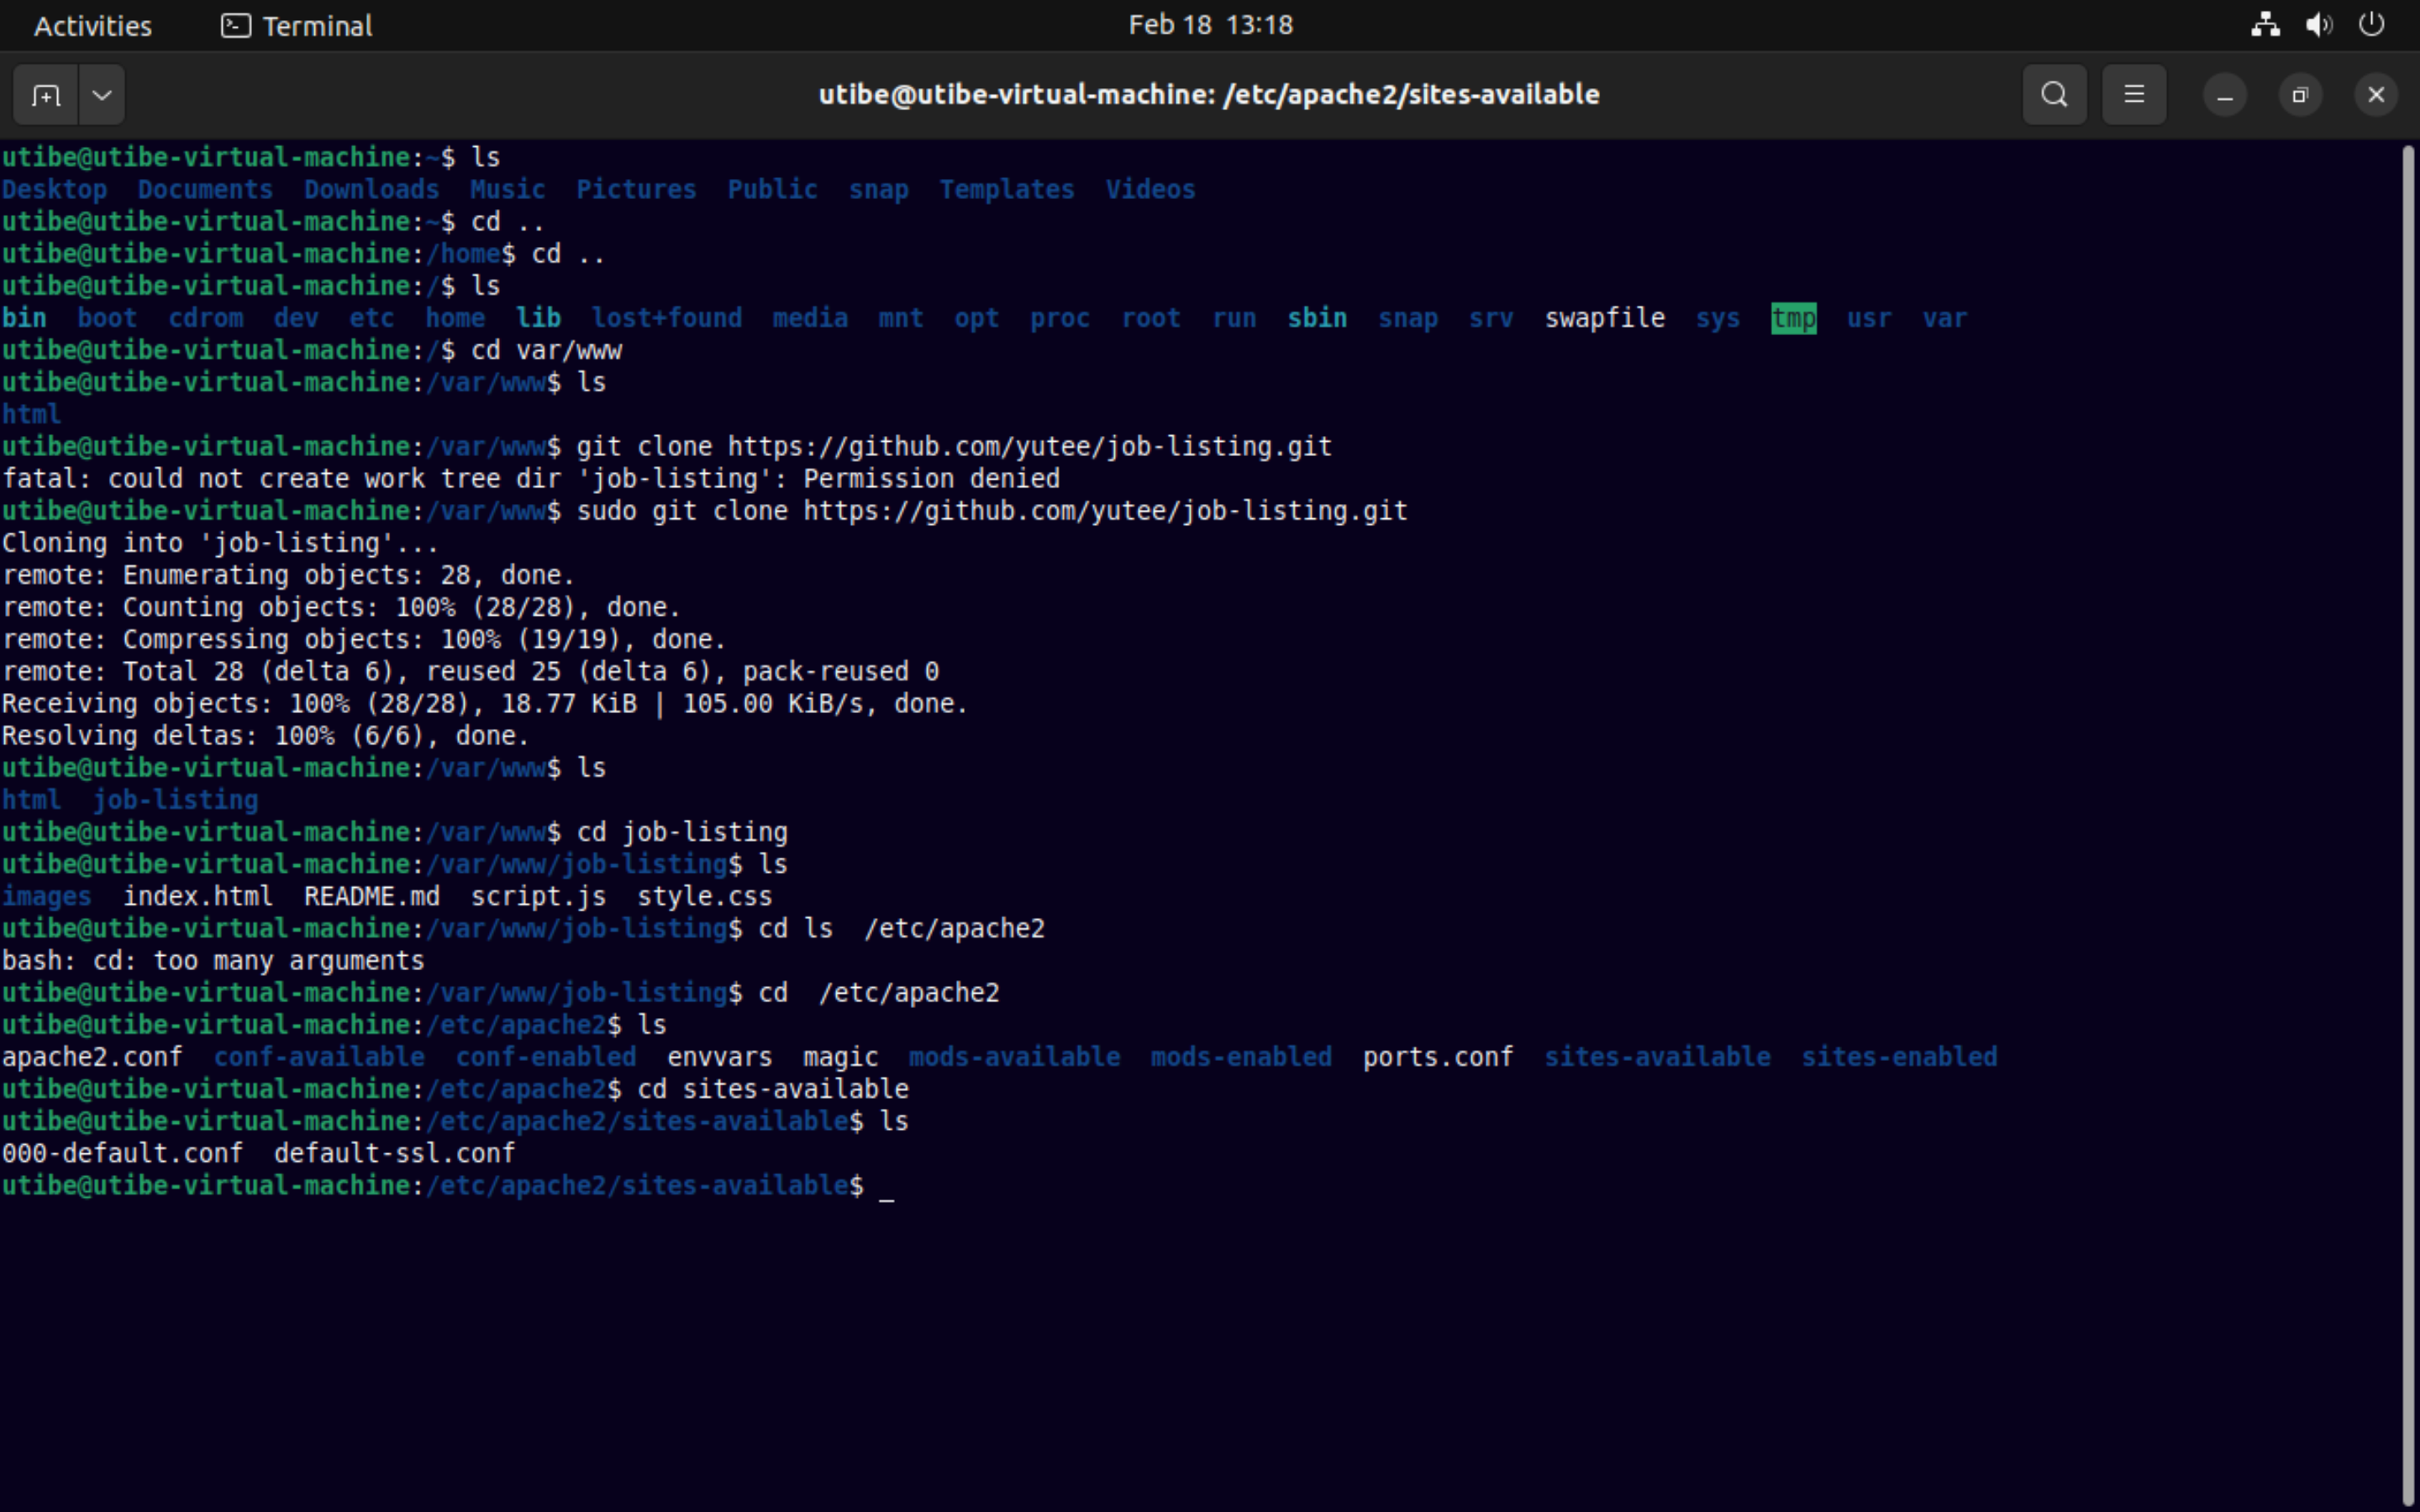 Activities Terminal Feb 18 13:18
utibe@utibe-virtual-machine: /etc/apache2/sites-available
utibe@utibe-virtual-machine:~$ ls
Desktop  Documents  Downloads  Music  Pictures  Public  snap  Templates  Videos
utibe@utibe-virtual-machine:~$ cd ..
utibe@utibe-virtual-machine:/home$ cd ..
utibe@utibe-virtual-machine:/$ ls
bin  boot  cdrom  dev  etc  home  lib  lost+found  media  mnt  opt  proc  root  run  sbin  snap  srv  swapfile  sys  tmp  usr  var
utibe@utibe-virtual-machine:/$ cd var/www
utibe@utibe-virtual-machine:/var/www$ ls
html
utibe@utibe-virtual-machine:/var/www$ git clone https://github.com/yutee/job-listing.git
fatal: could not create work tree dir 'job-listing': Permission denied
utibe@utibe-virtual-machine:/var/www$ sudo git clone https://github.com/yutee/job-listing.git
Cloning into 'job-listing'...
remote: Enumerating objects: 28, done.
remote: Counting objects: 100% (28/28), done.
remote: Compressing objects: 100% (19/19), done.
remote: Total 28 (delta 6), reused 25 (delta 6), pack-reused 0
Receiving objects: 100% (28/28), 18.77 KiB | 105.00 KiB/s, done.
Resolving deltas: 100% (6/6), done.
utibe@utibe-virtual-machine:/var/www$ ls
html  job-listing
utibe@utibe-virtual-machine:/var/www$ cd job-listing
utibe@utibe-virtual-machine:/var/www/job-listing$ ls
images  index.html  README.md  script.js  style.css
utibe@utibe-virtual-machine:/var/www/job-listing$ cd ls  /etc/apache2
bash: cd: too many arguments
utibe@utibe-virtual-machine:/var/www/job-listing$ cd  /etc/apache2
utibe@utibe-virtual-machine:/etc/apache2$ ls
apache2.conf  conf-available  conf-enabled  envvars  magic  mods-available  mods-enabled  ports.conf  sites-available  sites-enabled
utibe@utibe-virtual-machine:/etc/apache2$ cd sites-available
utibe@utibe-virtual-machine:/etc/apache2/sites-available$ ls
000-default.conf  default-ssl.conf
utibe@utibe-virtual-machine:/etc/apache2/sites-available$ _